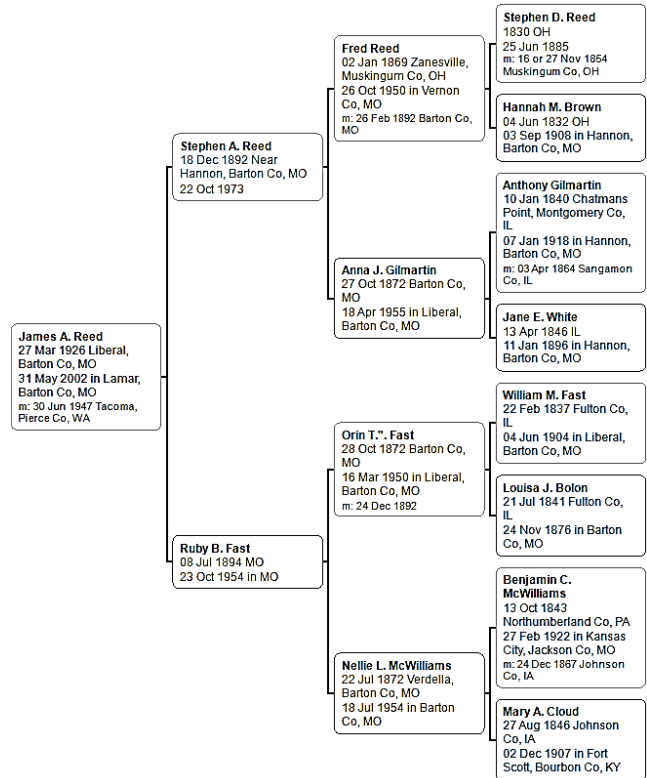 Stephen D. Reed
1830 OH
25 Jun 1885
m: 16 or 27 Nov 1854
Muskingum Co, OH
Fred Reed
02 Jan 1869 Zanesville,
Muskingum Co, OH
26 Oct 1950 in Vernon
Co, MO
m: 26 Feb 1892 Barton Co,
MO
Hannah M. Brown
04 Jun 1832 OH
03 Sep 1908 in Hannon,
Barton Co, MO
Stephen A. Reed
18 Dec 1892 Near
Hannon, Barton Co, MO
22 Oct 1973
Anthony Gilmartin
10 Jan 1840 Chatmans
Point, Montgomery Co,
IL
07 Jan 1918 in Hannon,
Barton Co, MO
m: 03 Apr 1864 Sangamon
Co, IL
Anna J. Gilmartin
27 Oct 1872 Barton Co,
MO
18 Apr 1955 in Liberal,
Barton Co, MO
Jane E. White
13 Apr 1846 IL
11 Jan 1896 in Hannon,
Barton Co, MO
James A. Reed
27 Mar 1926 Liberal,
Barton Co, MO
31 May 2002 in Lamar,
Barton Co, MO
m: 30 Jun 1947 Tacoma,
Pierce Co, WA
William M. Fast
22 Feb 1837 Fulton Co,
IL
04 Jun 1904 in Liberal,
Barton Co, MO
Orin T.". Fast
28 Oct 1872 Barton Co,
MO
16 Mar 1950 in Liberal,
Barton Co, MO
m: 24 Dec 1892
Louisa J. Bolon
21 Jul 1841 Fulton Co,
IL
24 Nov 1876 in Barton
Co, MO
Ruby B. Fast
08 Jul 1894 MO
23 Oct 1954 in MO
Benjamin C.
McWilliams
13 Oct 1843
Northumberland Co, PA
27 Feb 1922 in Kansas
City, Jackson Co, MO
m: 24 Dec 1867 Johnson
Co, IA
Nellie L. McWilliams
22 Jul 1872 Verdella,
Barton Co, MO
18 Jul 1954 in Barton
Co, MO
Mary A. Cloud
27 Aug 1846 Johnson
Co, IA
02 Dec 1907 in Fort
Scott, Bourbon Co, KY